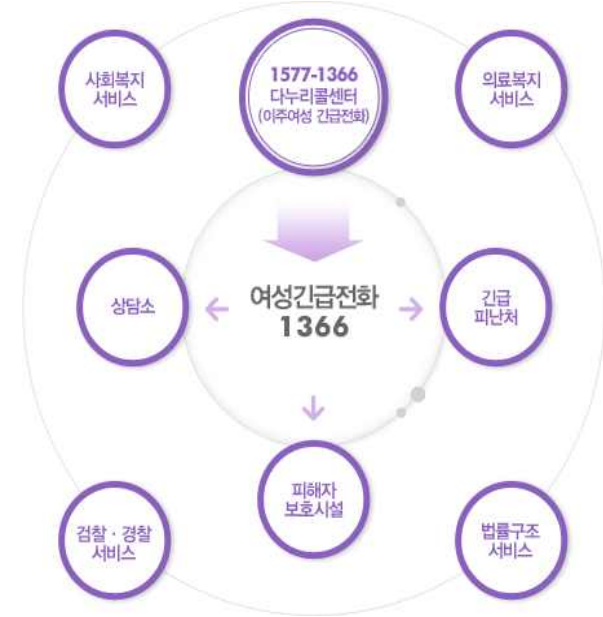 사회복지
서비스
1577-1366
다누리콜센터
(이주여성 긴급전화)
의료복지
서비스
상담소
여성긴급전화
1366
긴급
피난처
피해자
보호시설
검찰 · 경찰
서비스
법률구조
서비스